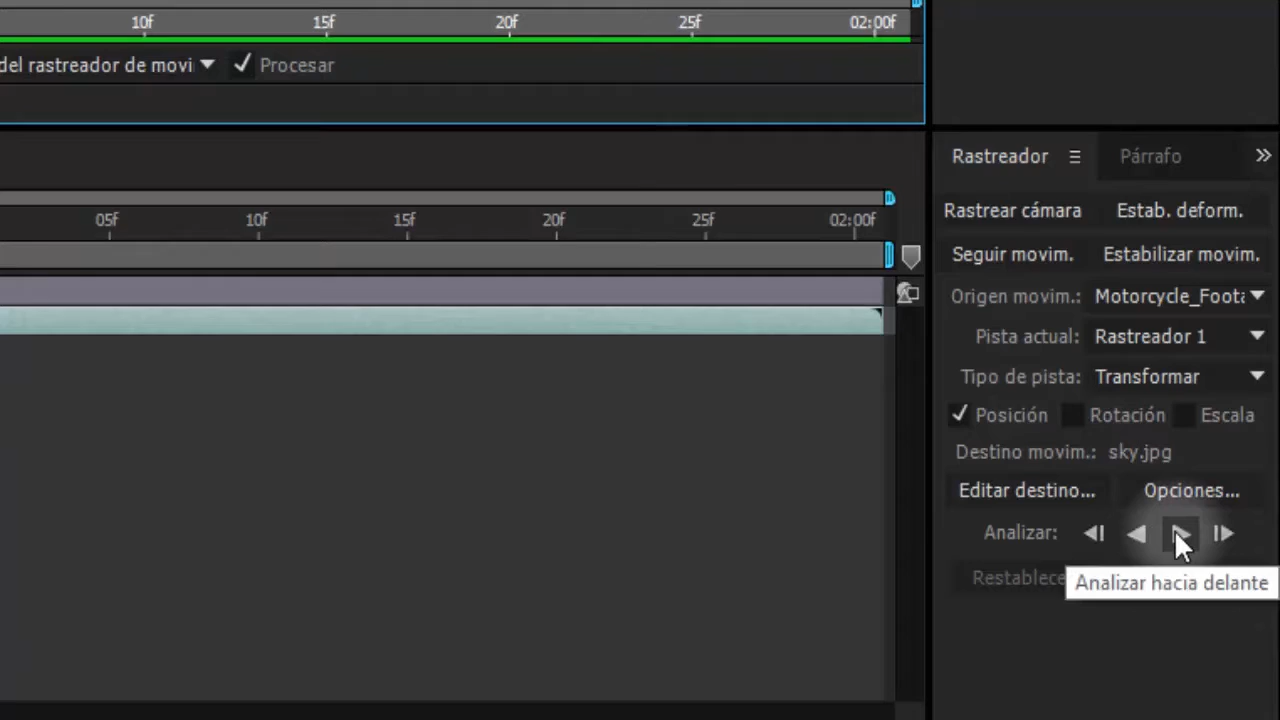 10f 15f 20f 25f 02:00f
del rastreador de movi Procesar
05f 10f 15f 20f 25f 02:00f
Rastreador Párrafo
Rastrear cámara Estab. deform.
Seguir movim. Estabilizar movim.
Origen movim.: Motorcycle_Foota
Pista actual: Rastreador 1
Tipo de pista: Transformar
Posición Rotación Escala
Destino movim.: sky.jpg
Editar destino... Opciones...
Analizar:
Restablece
Analizar hacia delante